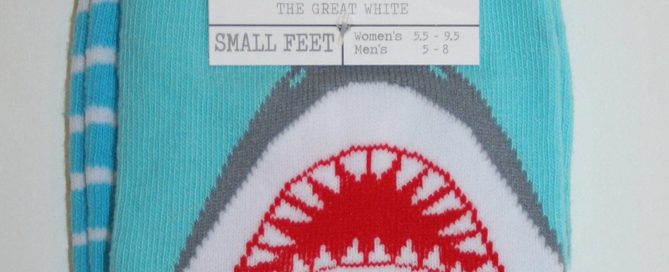 THE GREAT WHITE
SMALL FEET
Women's 5.5 - 9.5
Men's 5 - 8